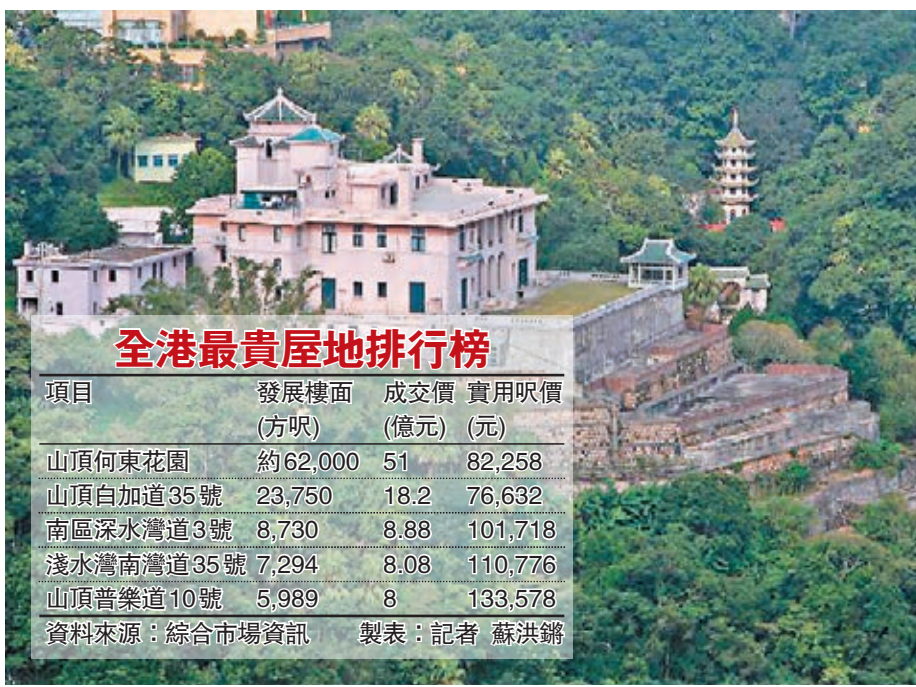 全港最貴屋地排行榜
項目 發展樓面 成交價 實用呎價
(方呎) (億元) (元)
山頂何東花園 約62,000 51 82,258
山頂白加道35號 23,750 18.2 76,632
南區深水灣道3號 8,730 8.88 101,718
淺水灣南灣道35號 7,294 8.08 110,776
山頂普樂道10號 5,989 8 133,578
資料來源：綜合市場資訊 製表：記者 蘇洪鏘